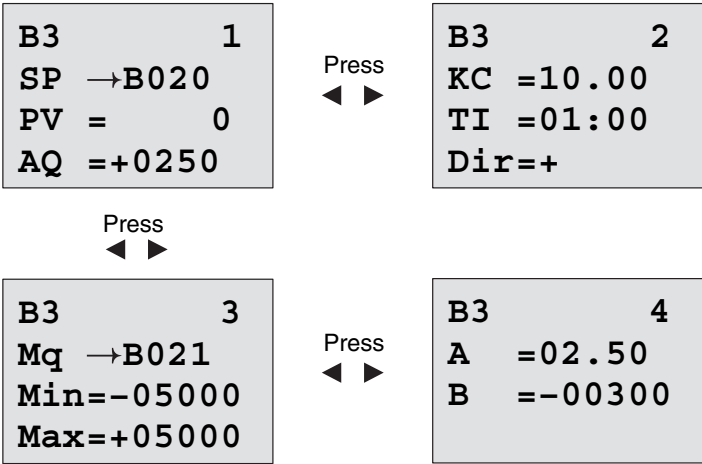 B3 1
SP →B020
PV = 0
AQ =+0250
Press
B3 2
KC =10.00
TI =01:00
Dir=+
Press
B3 3
Mq →B021
Min=-05000
Max=+05000
Press
B3 4
A =02.50
B =-00300